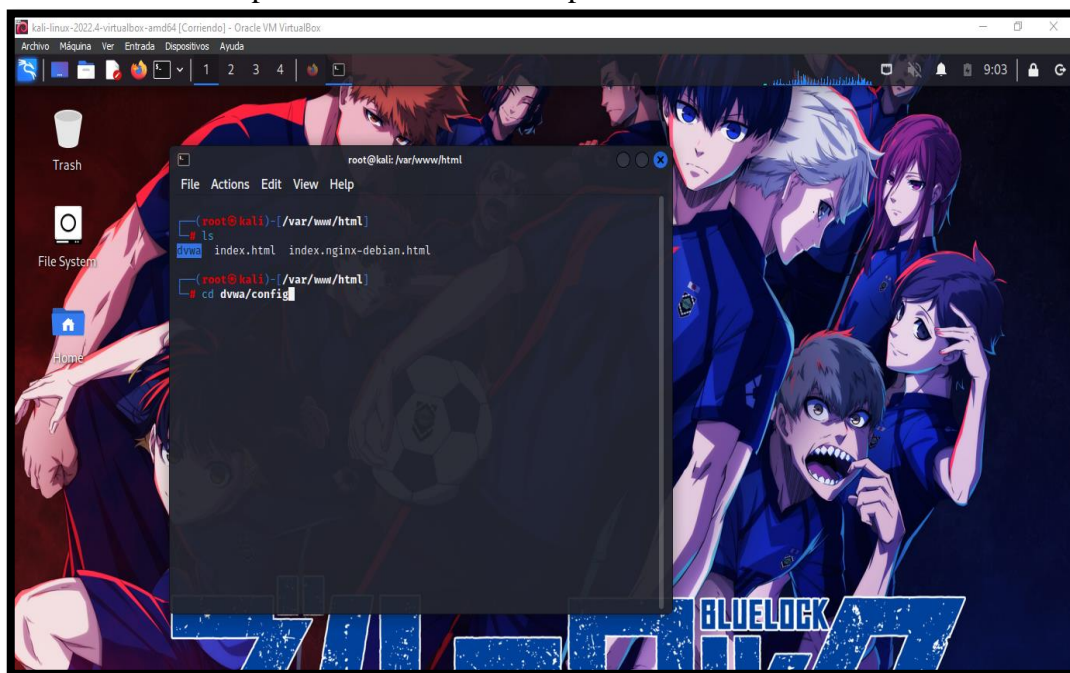 kali-linux-2022.4-virtualbox-amd64 [Corriendo] - Oracle VM VirtualBox
Archivo Máquina Ver Entrada Dispositivos Ayuda
1 2 3 4 9:03
Trash
File System
Home
root@kali: /var/www/html
File Actions Edit View Help
(root㉿kali)-[/var/www/html]
# ls
dvwa index.html index.nginx-debian.html
(root㉿kali)-[/var/www/html]
# cd dvwa/config
BLUELOCK